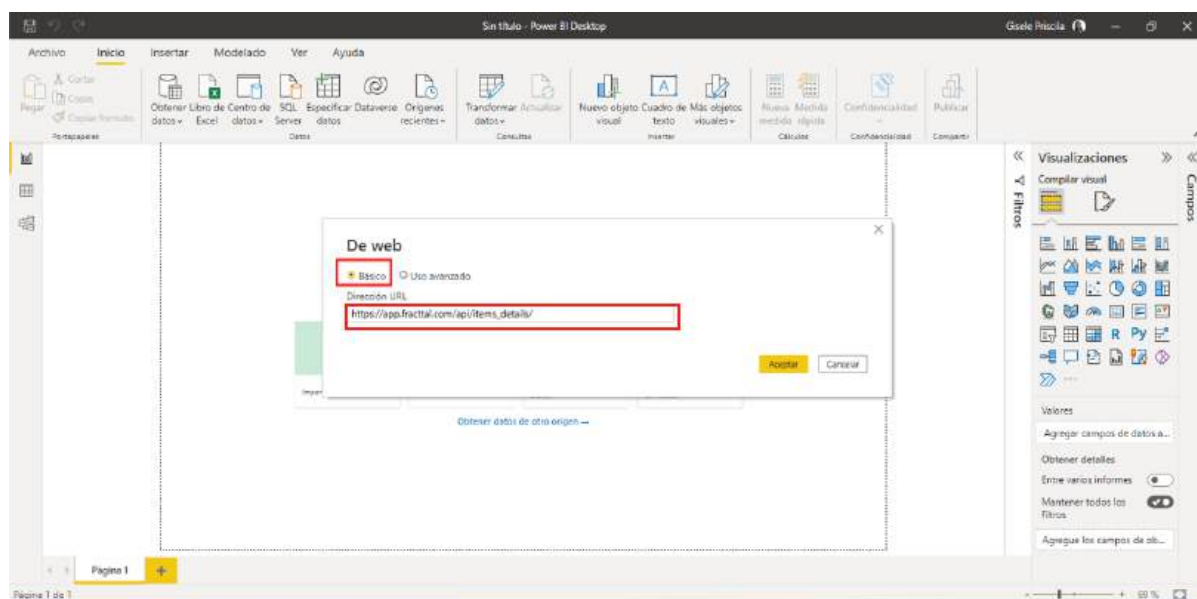 Sin título - Power BI Desktop
Gisele Priscila
Archivo Inicio Insertar Modelado Ver Ayuda
Pegar
Cortar
Copiar
Copiar formato
Portapapeles
Obtener datos
Libro de Excel
Centro de datos
SQL Server
Especificar datos
Dataverse
Orígenes recientes
Datos
Transformar datos
Actualizar
Consultas
Nuevo objeto visual
Cuadro de texto
Más objetos visuales
Insertar
Nueva medida
Medida rápida
Cálculos
Confidencialidad
Confidencialidad
Publicar
Compartir
De web
Básico Uso avanzado
Dirección URL
https://app.fracttal.com/api/items_details/
Aceptar Cancelar
Obtener datos de otro origen →
Filtros
Visualizaciones
Compilar visual
R Py
Valores
Agregar campos de datos a...
Obtener detalles
Entre varios informes
Mantener todos los filtros
Agregue los campos de ob...
Campos
Página 1
Página 1 de 1
69 %